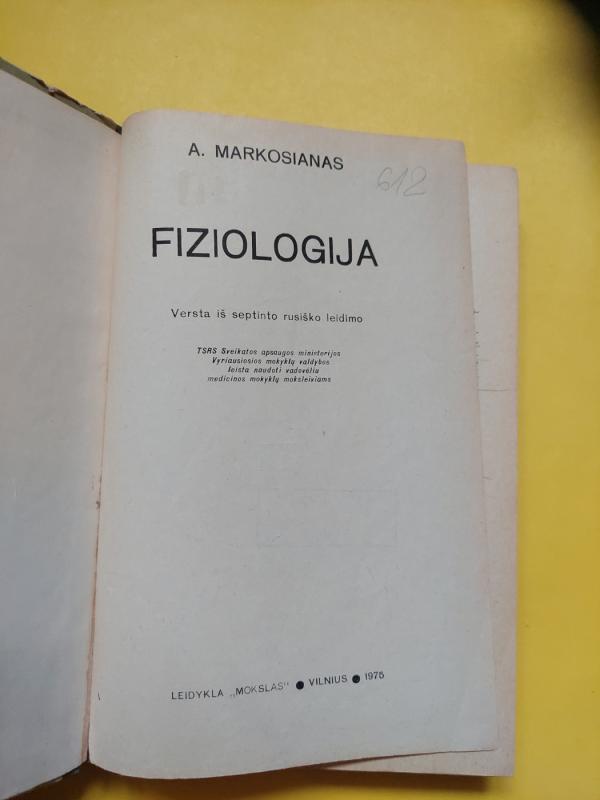 A. MARKOSIANAS
612
FIZIOLOGIJA
Versta iš septinto rusiško leidimo
TSRS Sveikatos apsaugos ministerijos
Vyriausiosios mokyklų valdybos
leista naudoti vadovėliu
medicinos mokyklų moksleiviams
LEIDYKLA „MOKSLAS“ ● VILNIUS ● 1975